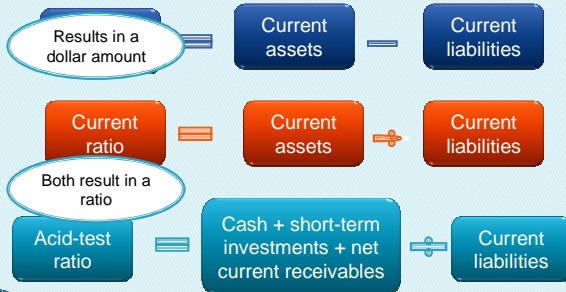 Results in a
dollar amount
Current
assets
Current
liabilities
Current
ratio
Current
assets
Current
liabilities
Both result in a
ratio
Acid-test
ratio
Cash + short-term
investments + net
current receivables
Current
liabilities